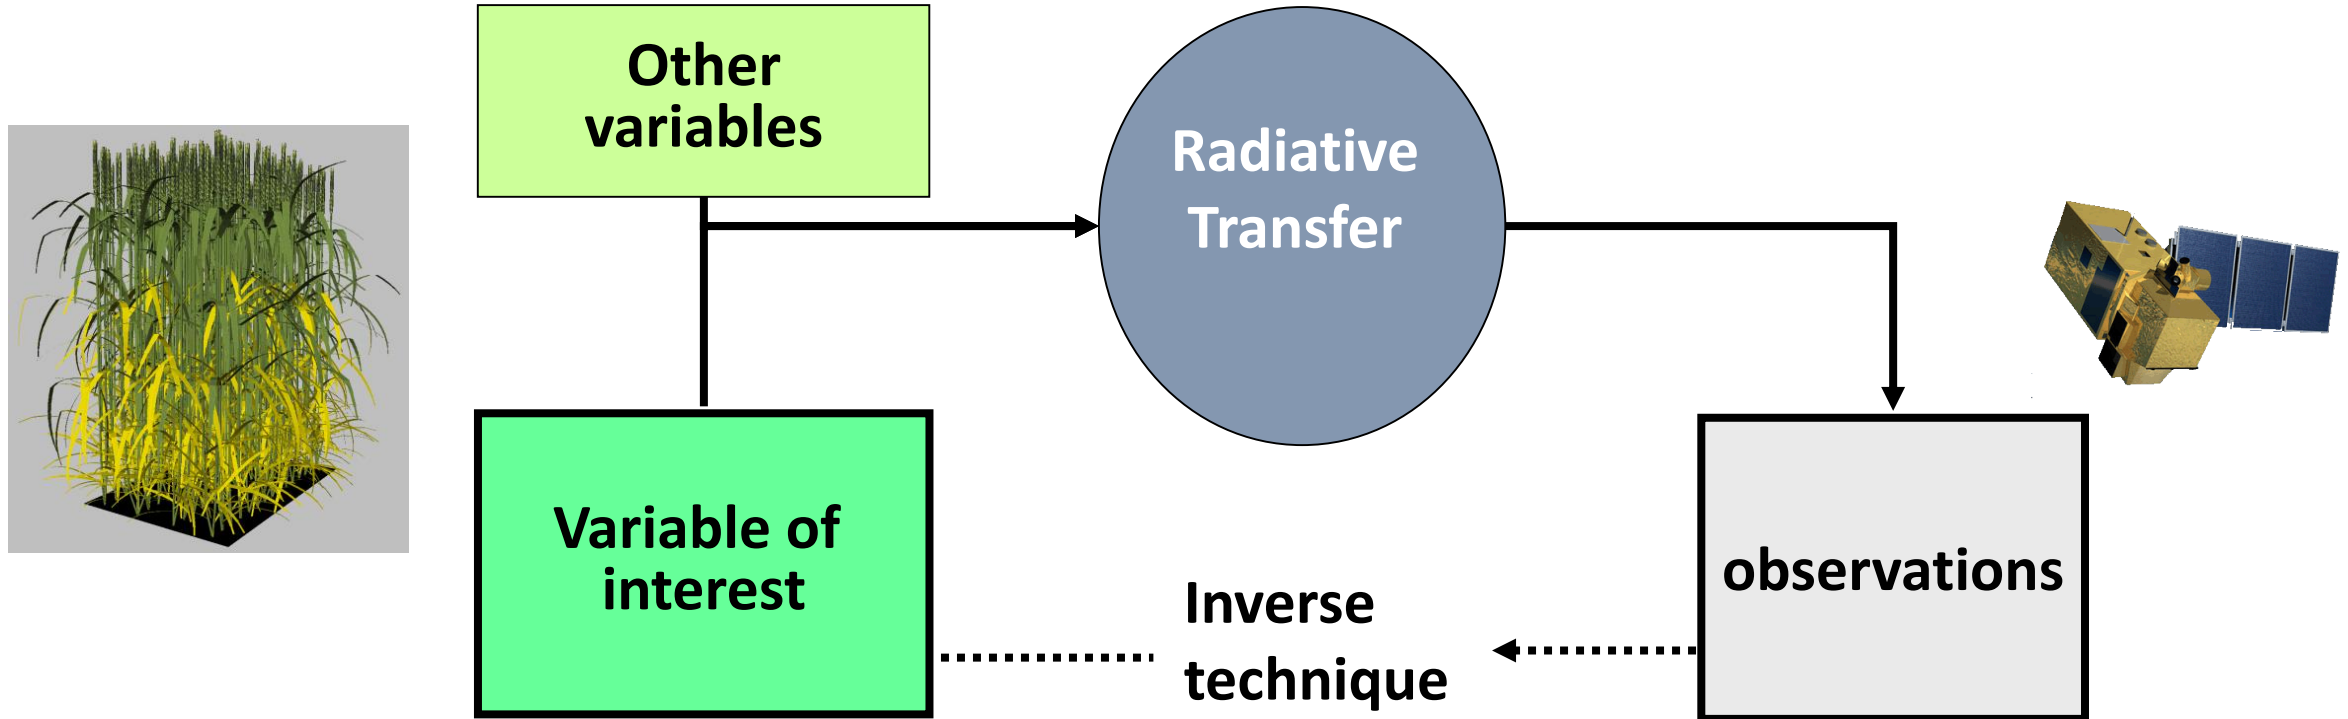 Other
variables
Radiative
Transfer
Variable of
interest
Inverse
technique
observations